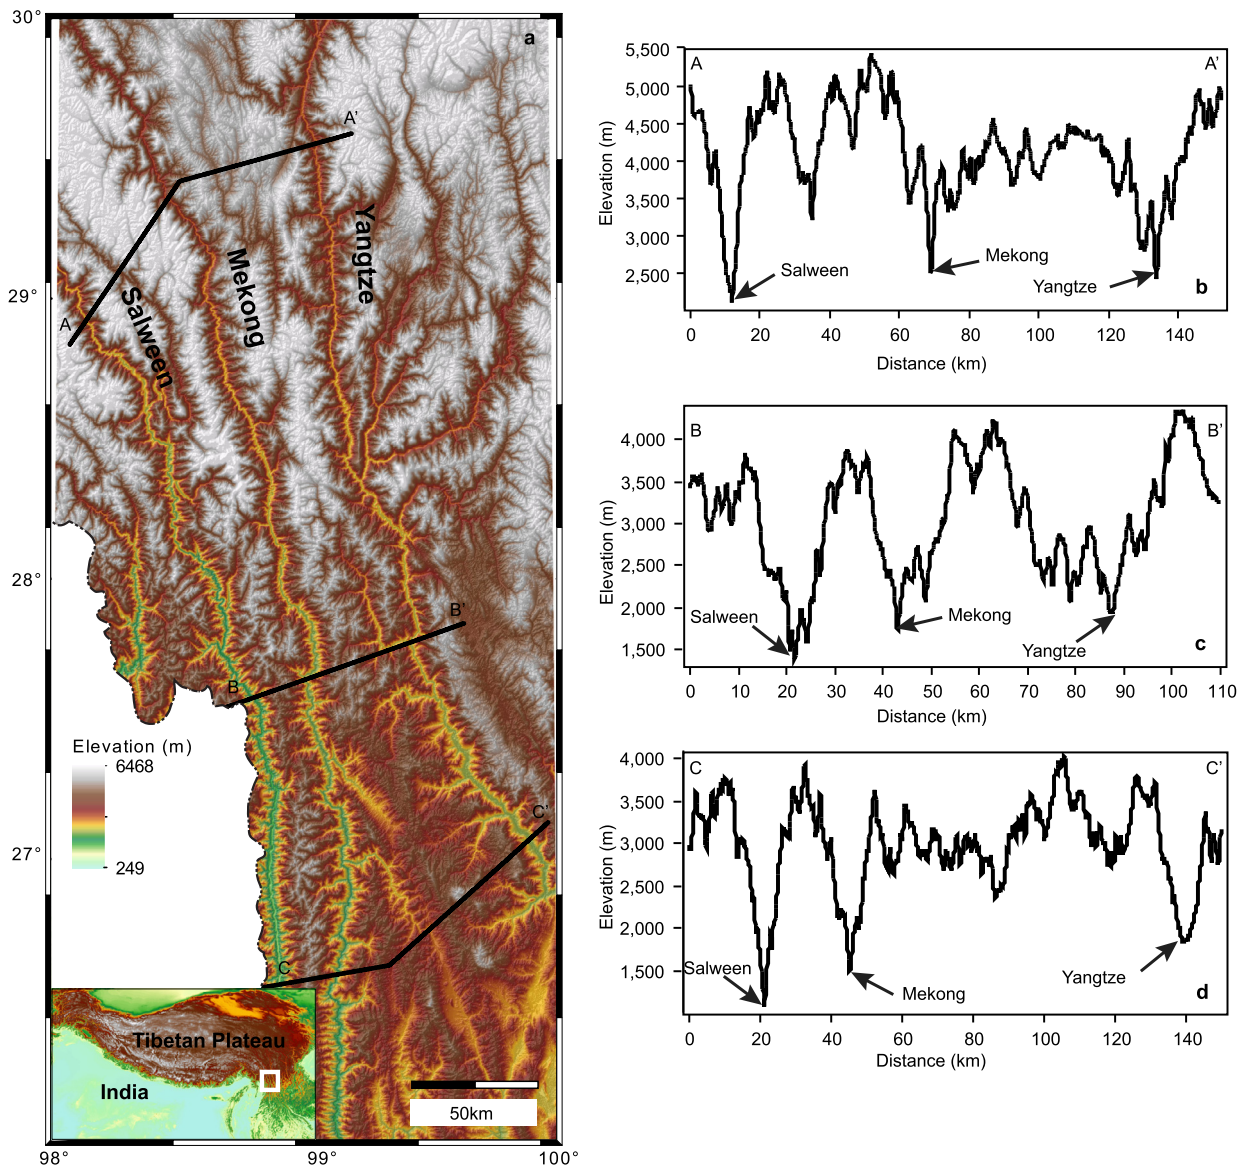 30°
29°
28°
27°
98°
99°
100°
a
A
A’
Salween
Mekong
Yangtze
B
B’
C
C’
Elevation (m)
6468
249
Tibetan Plateau
India
50km
5,500
5,000
4,500
4,000
3,500
3,000
2,500
Elevation (m)
A
A’
Salween
Mekong
Yangtze
b
0 20 40 60 80 100 120 140
Distance (km)
4,000
3,500
3,000
2,500
2,000
1,500
Elevation (m)
B
B’
Salween
Mekong
Yangtze
c
0 10 20 30 40 50 60 70 80 90 100 110
Distance (km)
4,000
3,500
3,000
2,500
2,000
1,500
Elevation (m)
C
C’
Salween
Mekong
Yangtze
d
0 20 40 60 80 100 120 140
Distance (km)